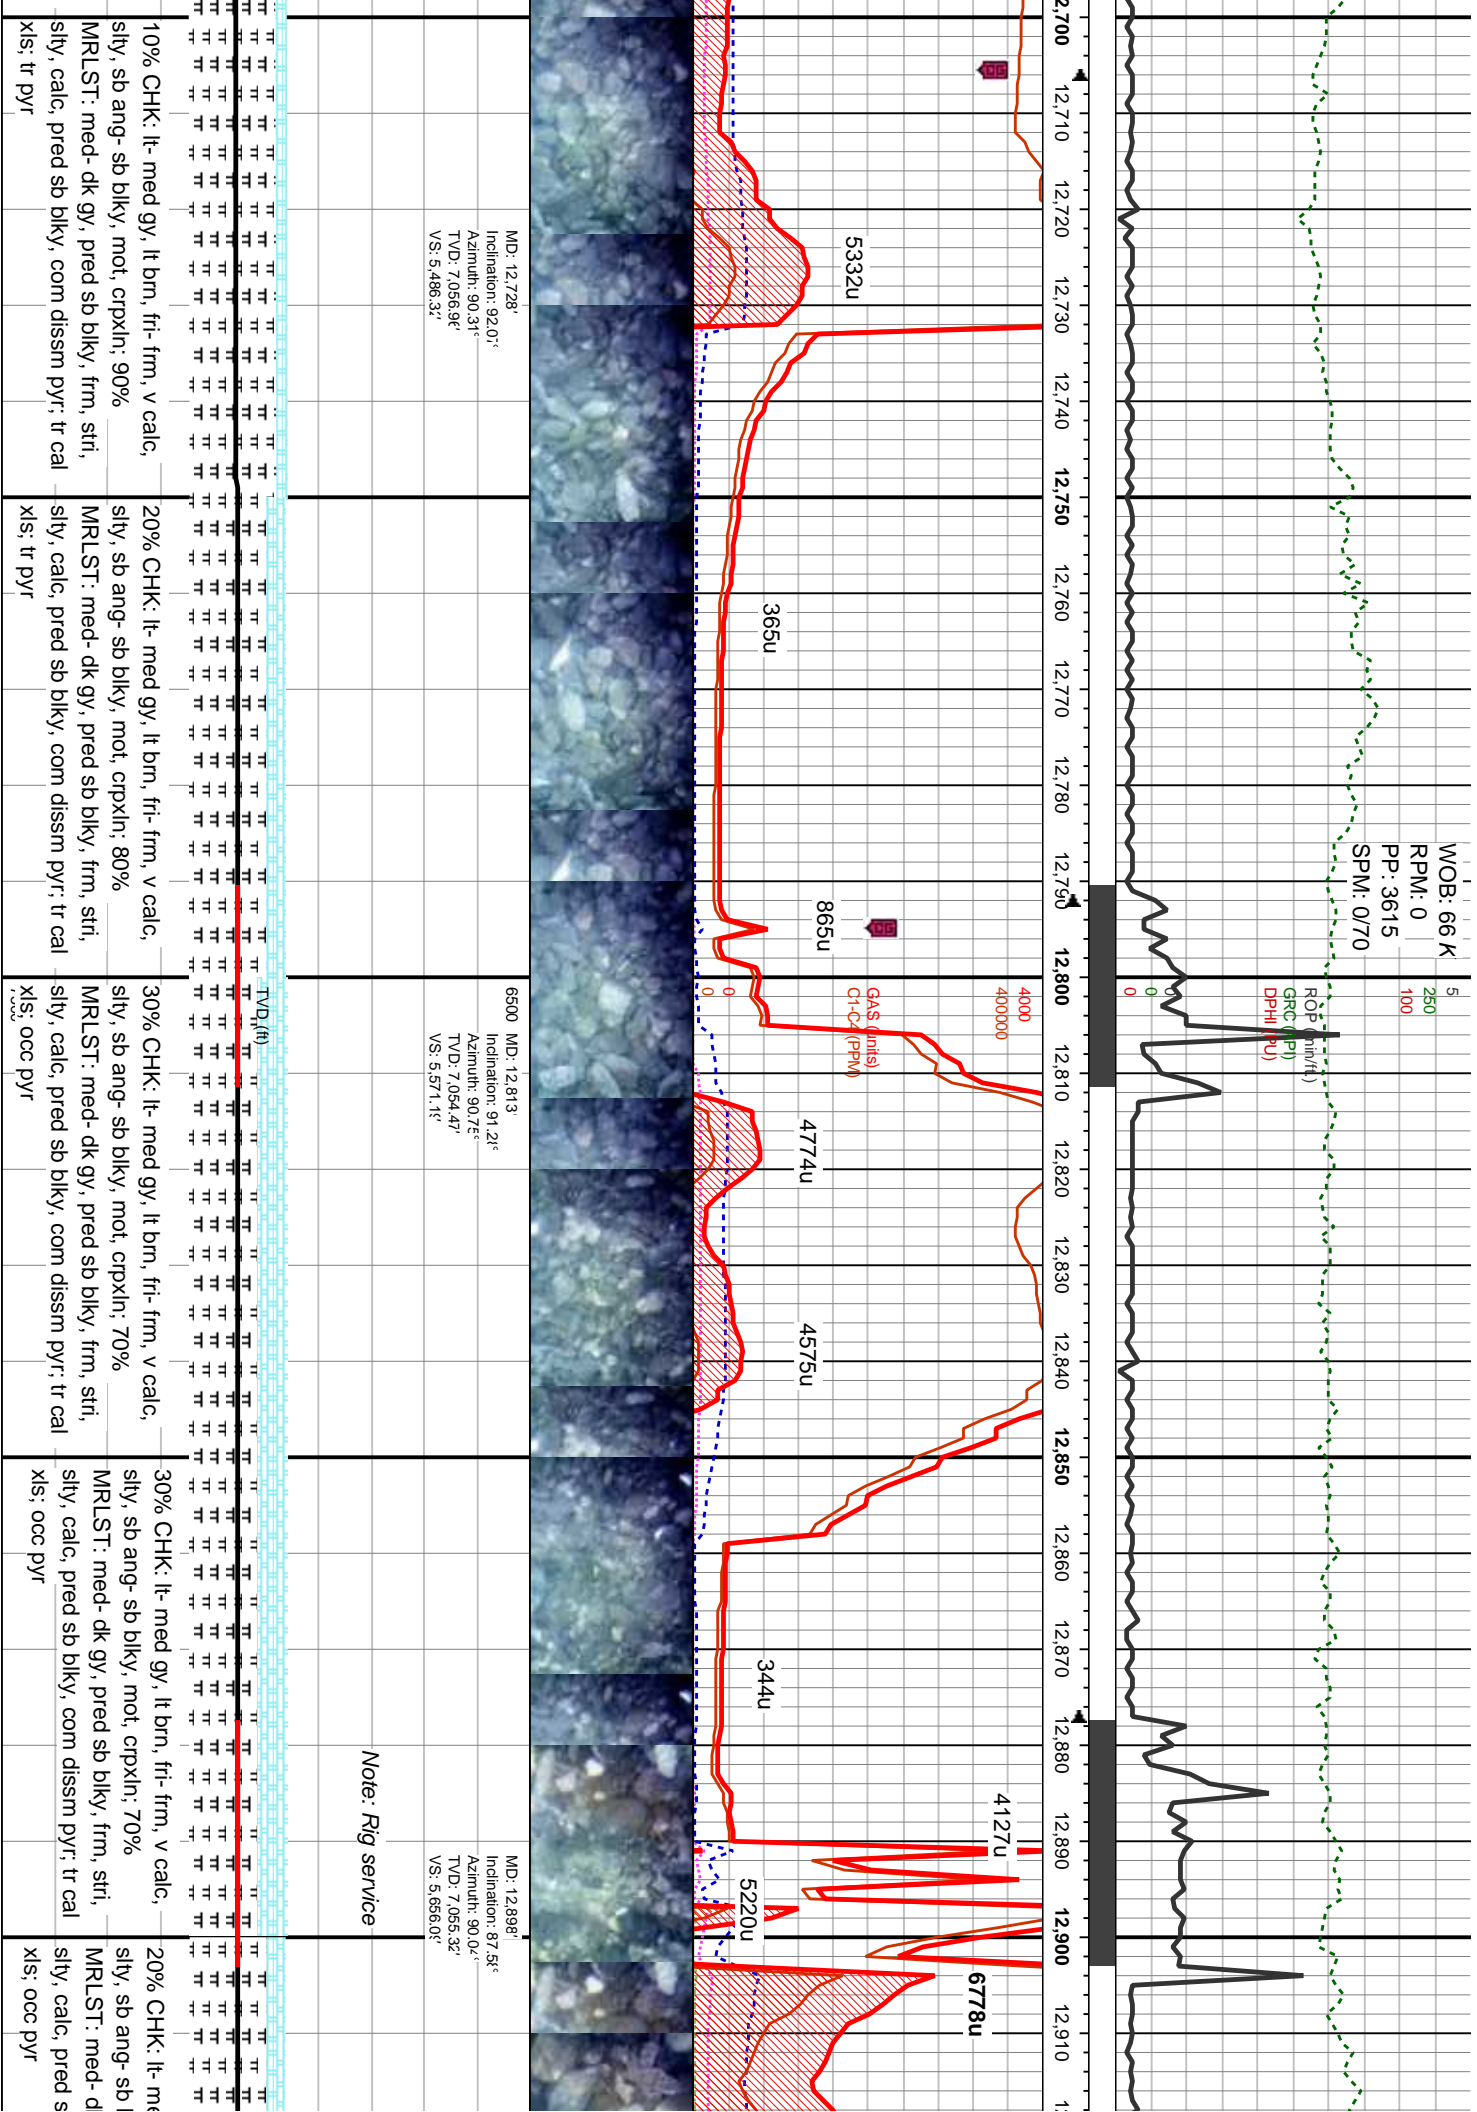 WOB: 66 K
RPM: 0
PP: 3615
SPM: 0/70
5
250
100
ROP (min/ft)
GRC (API)
DPHI (PU)
0
0
0
12,700
12,710
12,720
12,730
12,740
12,750
12,760
12,770
12,780
12,790
12,800
12,810
12,820
12,830
12,840
12,850
12,860
12,870
12,880
12,890
12,900
12,910
4000
400000
GAS (units)
C1-C4 (PPM)
0
0
5332u
365u
865u
4774u
4575u
344u
4127u
5220u
6778u
MD: 12,728'
Inclination: 92.07°
Azimuth: 90.31°
TVD: 7,056.96'
VS: 5,486.32'
6500
MD: 12,813'
Inclination: 91.28°
Azimuth: 90.75°
TVD: 7,054.47'
VS: 5,571.15'
MD: 12,898'
Inclination: 87.58°
Azimuth: 90.04°
TVD: 7,055.32'
VS: 5,656.09'
Note: Rig service
TVD (ft)
10% CHK: lt- med gy, lt brn, fri- frm, v calc,
slty, sb ang- sb blky, mot, crpxln; 90%
MRLST: med- dk gy, pred sb blky, frm, stri,
slty, calc, pred sb blky, com dissm pyr; tr cal
xls; tr pyr
20% CHK: lt- med gy, lt brn, fri- frm, v calc,
slty, sb ang- sb blky, mot, crpxln; 80%
MRLST: med- dk gy, pred sb blky, frm, stri,
slty, calc, pred sb blky, com dissm pyr; tr cal
xls; tr pyr
30% CHK: lt- med gy, lt brn, fri- frm, v calc,
slty, sb ang- sb blky, mot, crpxln; 70%
MRLST: med- dk gy, pred sb blky, frm, stri,
slty, calc, pred sb blky, com dissm pyr; tr cal
xls; occ pyr
30% CHK: lt- med gy, lt brn, fri- frm, v calc,
slty, sb ang- sb blky, mot, crpxln; 70%
MRLST: med- dk gy, pred sb blky, frm, stri,
slty, calc, pred sb blky, com dissm pyr; tr cal
xls; occ pyr
20% CHK: lt- me
slty, sb ang- sb
MRLST: med- d
slty, calc, pred s
xls; occ pyr